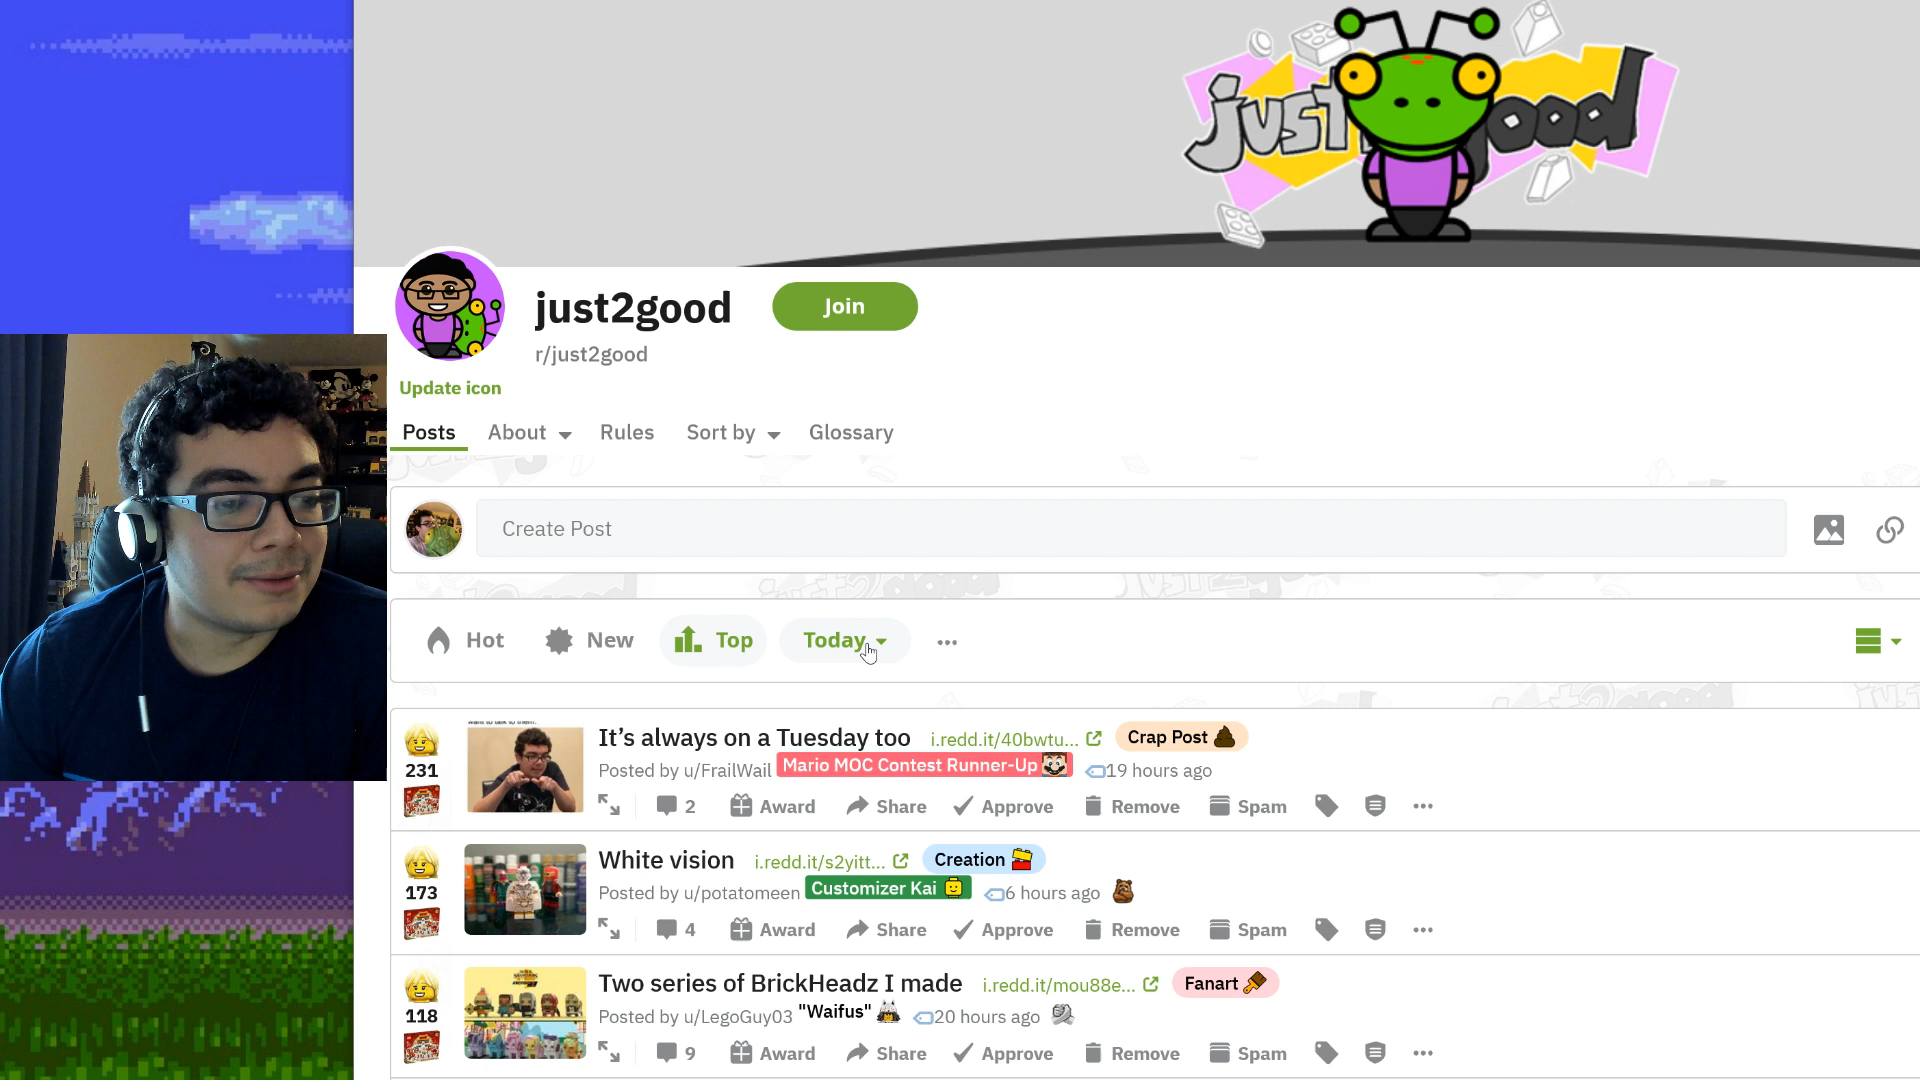 just good
just2good
Join
r/just2good
Update icon
Posts About Rules Sort by Glossary
Create Post
Hot New Top Today
It’s always on a Tuesday too i.redd.it/40bwtu... Crap Post
231
Posted by u/FrailWail Mario MOC Contest Runner-Up 19 hours ago
2 Award Share Approve Remove Spam
White vision i.redd.it/s2yitt... Creation
173
Posted by u/potatomeen Customizer Kai 6 hours ago
4 Award Share Approve Remove Spam
Two series of BrickHeadz I made i.redd.it/mou88e... Fanart
118
Posted by u/LegoGuy03 "Waifus" 20 hours ago
9 Award Share Approve Remove Spam